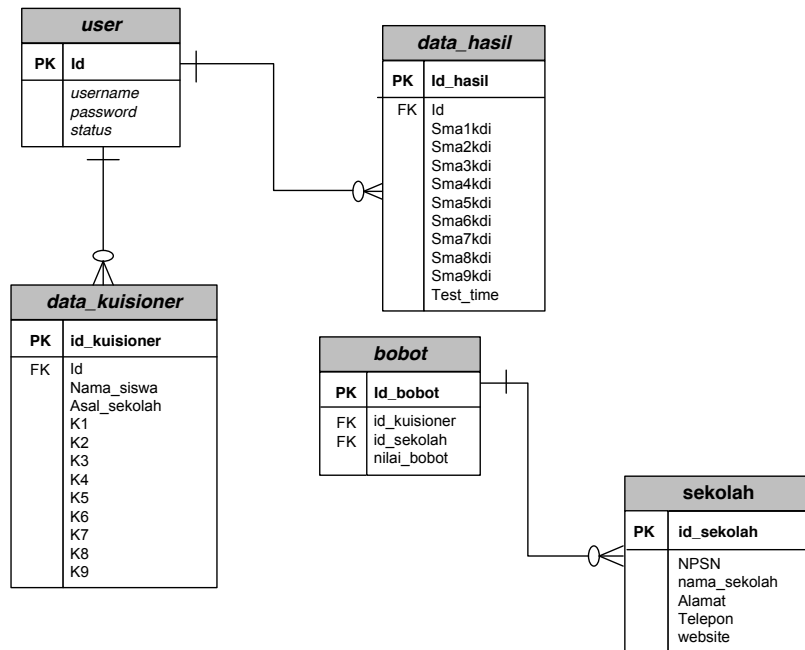 user
PK Id
username
password
status
data_hasil
PK Id_hasil
FK Id
Sma1kdi
Sma2kdi
Sma3kdi
Sma4kdi
Sma5kdi
Sma6kdi
Sma7kdi
Sma8kdi
Sma9kdi
Test_time
data_kuisioner
PK id_kuisioner
FK Id
Nama_siswa
Asal_sekolah
K1
K2
K3
K4
K5
K6
K7
K8
K9
bobot
PK Id_bobot
FK id_kuisioner
FK id_sekolah
nilai_bobot
sekolah
PK id_sekolah
NPSN
nama_sekolah
Alamat
Telepon
website